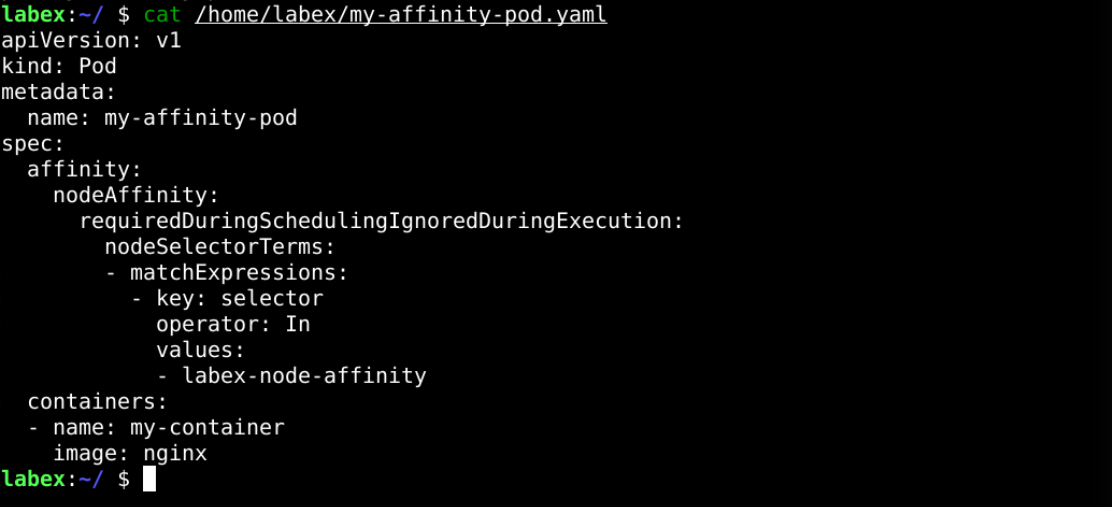 labex:~/ $ cat /home/labex/my-affinity-pod.yaml
apiVersion: v1
kind: Pod
metadata:
  name: my-affinity-pod
spec:
  affinity:
    nodeAffinity:
      requiredDuringSchedulingIgnoredDuringExecution:
        nodeSelectorTerms:
        - matchExpressions:
          - key: selector
            operator: In
            values:
            - labex-node-affinity
  containers:
  - name: my-container
    image: nginx
labex:~/ $